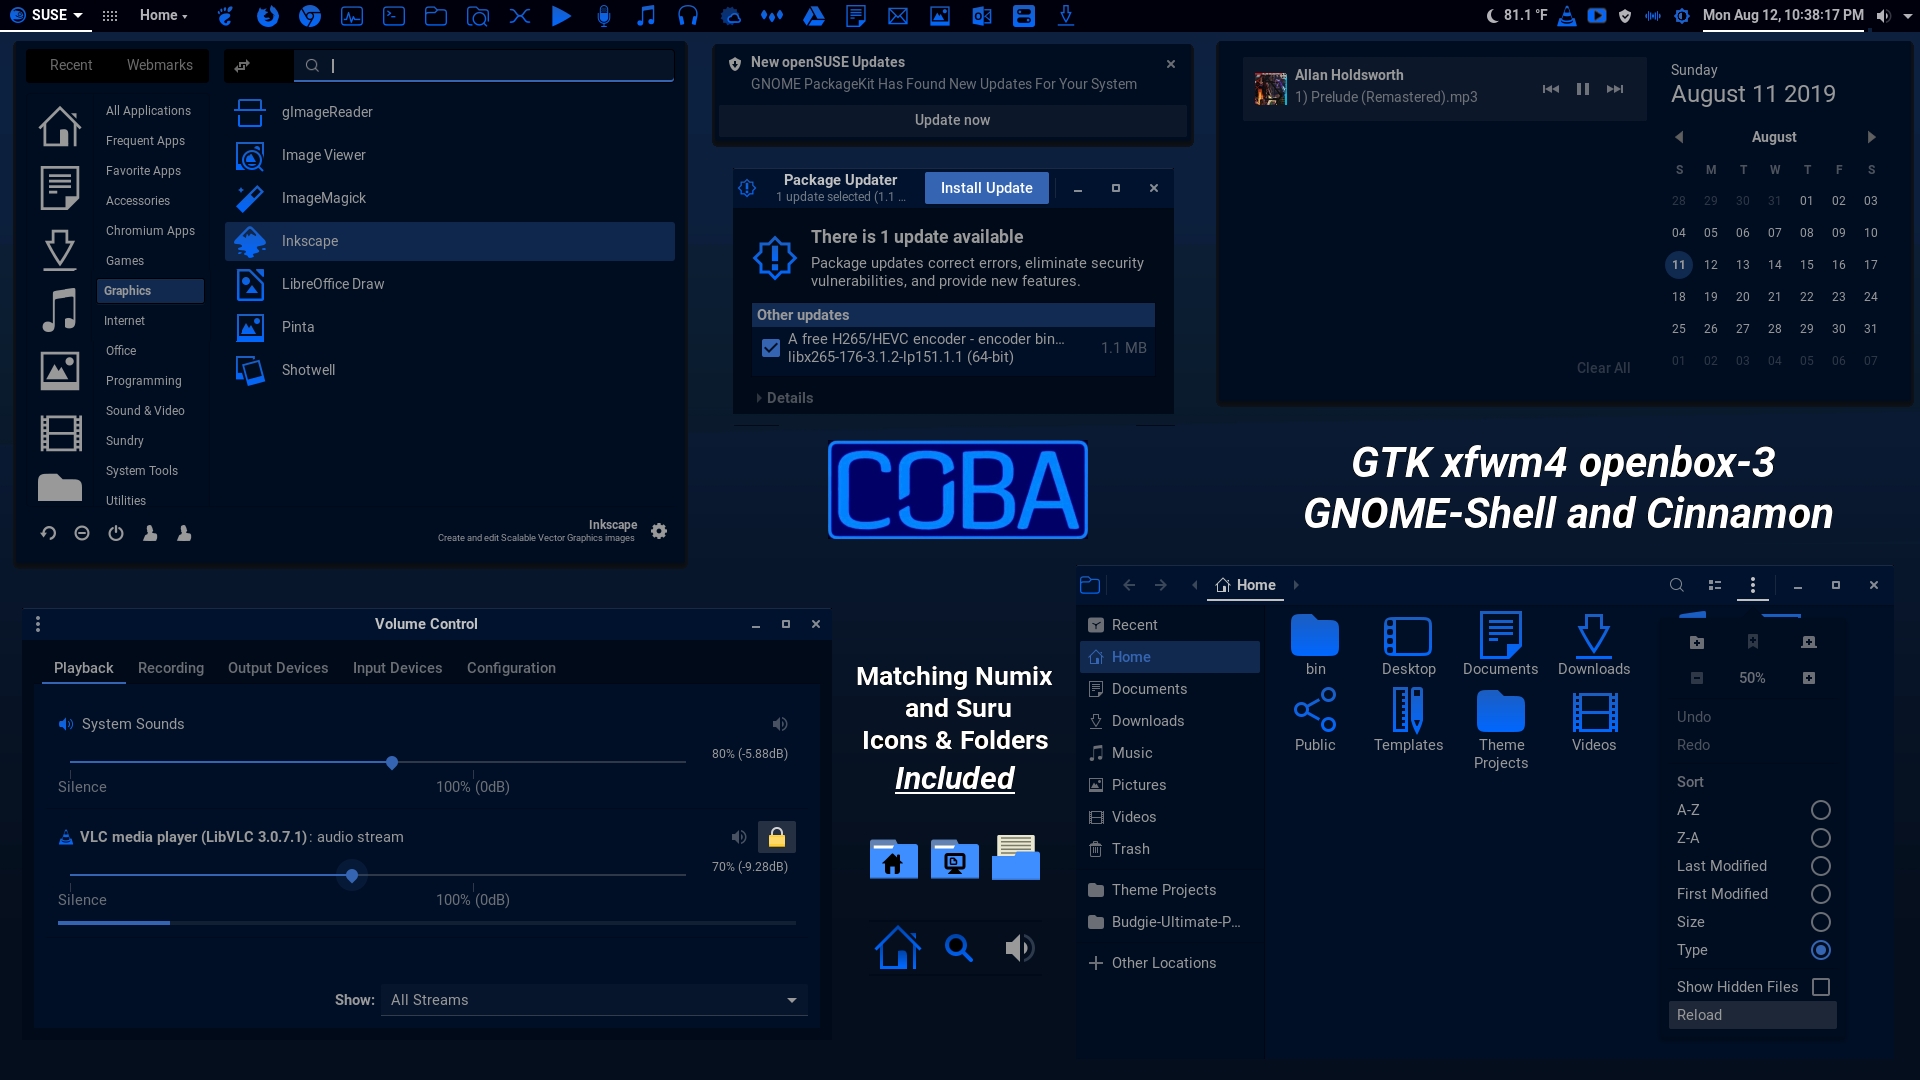 SUSE
Home
81.1 °F
Mon Aug 12, 10:38:17 PM
Recent
Webmarks
All Applications
Frequent Apps
Favorite Apps
Accessories
Chromium Apps
Games
Graphics
Internet
Office
Programming
Sound & Video
Sundry
System Tools
Utilities
gImageReader
Image Viewer
ImageMagick
Inkscape
LibreOffice Draw
Pinta
Shotwell
Inkscape
Create and edit Scalable Vector Graphics images
New openSUSE Updates
GNOME PackageKit Has Found New Updates For Your System
Update now
Package Updater
1 update selected (1.1 ...
Install Update
There is 1 update available
Package updates correct errors, eliminate security
vulnerabilities, and provide new features.
Other updates
A free H265/HEVC encoder - encoder bin...
libx265-176-3.1.2-lp151.1.1 (64-bit)
1.1 MB
Details
Allan Holdsworth
1) Prelude (Remastered).mp3
Clear All
Sunday
August 11 2019
August
S M T W T F S
28 29 30 31 01 02 03
04 05 06 07 08 09 10
11 12 13 14 15 16 17
18 19 20 21 22 23 24
25 26 27 28 29 30 31
01 02 03 04 05 06 07
COBA
GTK xfwm4 openbox-3
GNOME-Shell and Cinnamon
Volume Control
Playback Recording Output Devices Input Devices Configuration
System Sounds
80% (-5.88dB)
Silence
100% (0dB)
VLC media player (LibVLC 3.0.7.1): audio stream
70% (-9.28dB)
Silence
100% (0dB)
Show:
All Streams
Matching Numix
and Suru
Icons & Folders
Included
Home
Recent
Home
Documents
Downloads
Music
Pictures
Videos
Trash
Theme Projects
Budgie-Ultimate-P...
Other Locations
bin
Desktop
Documents
Downloads
Public
Templates
Theme
Projects
Videos
50%
Undo
Redo
Sort
A-Z
Z-A
Last Modified
First Modified
Size
Type
Show Hidden Files
Reload